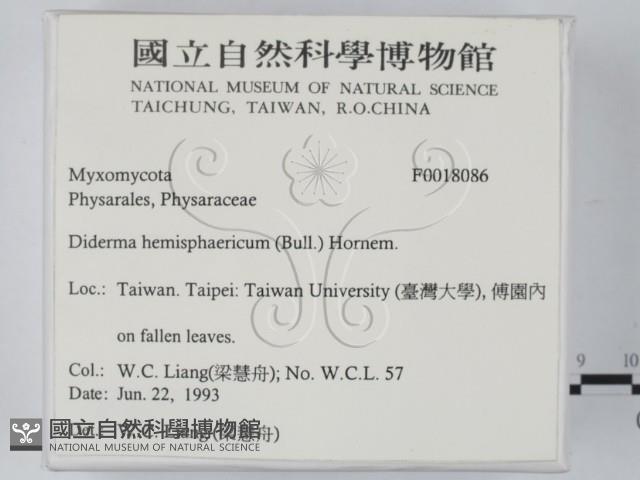 國立自然科學博物館
NATIONAL MUSEUM OF NATURAL SCIENCE
TAICHUNG, TAIWAN, R.O.CHINA
Myxomycota F0018086
Physarales, Physaraceae
Diderma hemisphaericum (Bull.) Hornem.
Loc.: Taiwan. Taipei: Taiwan University (臺灣大學), 傅園內
on fallen leaves.
Col.: W.C. Liang(梁慧舟); No. W.C.L. 57
Date: Jun. 22, 1993
國立自然科學博物館
NATIONAL MUSEUM OF NATURAL SCIENCE
9 10